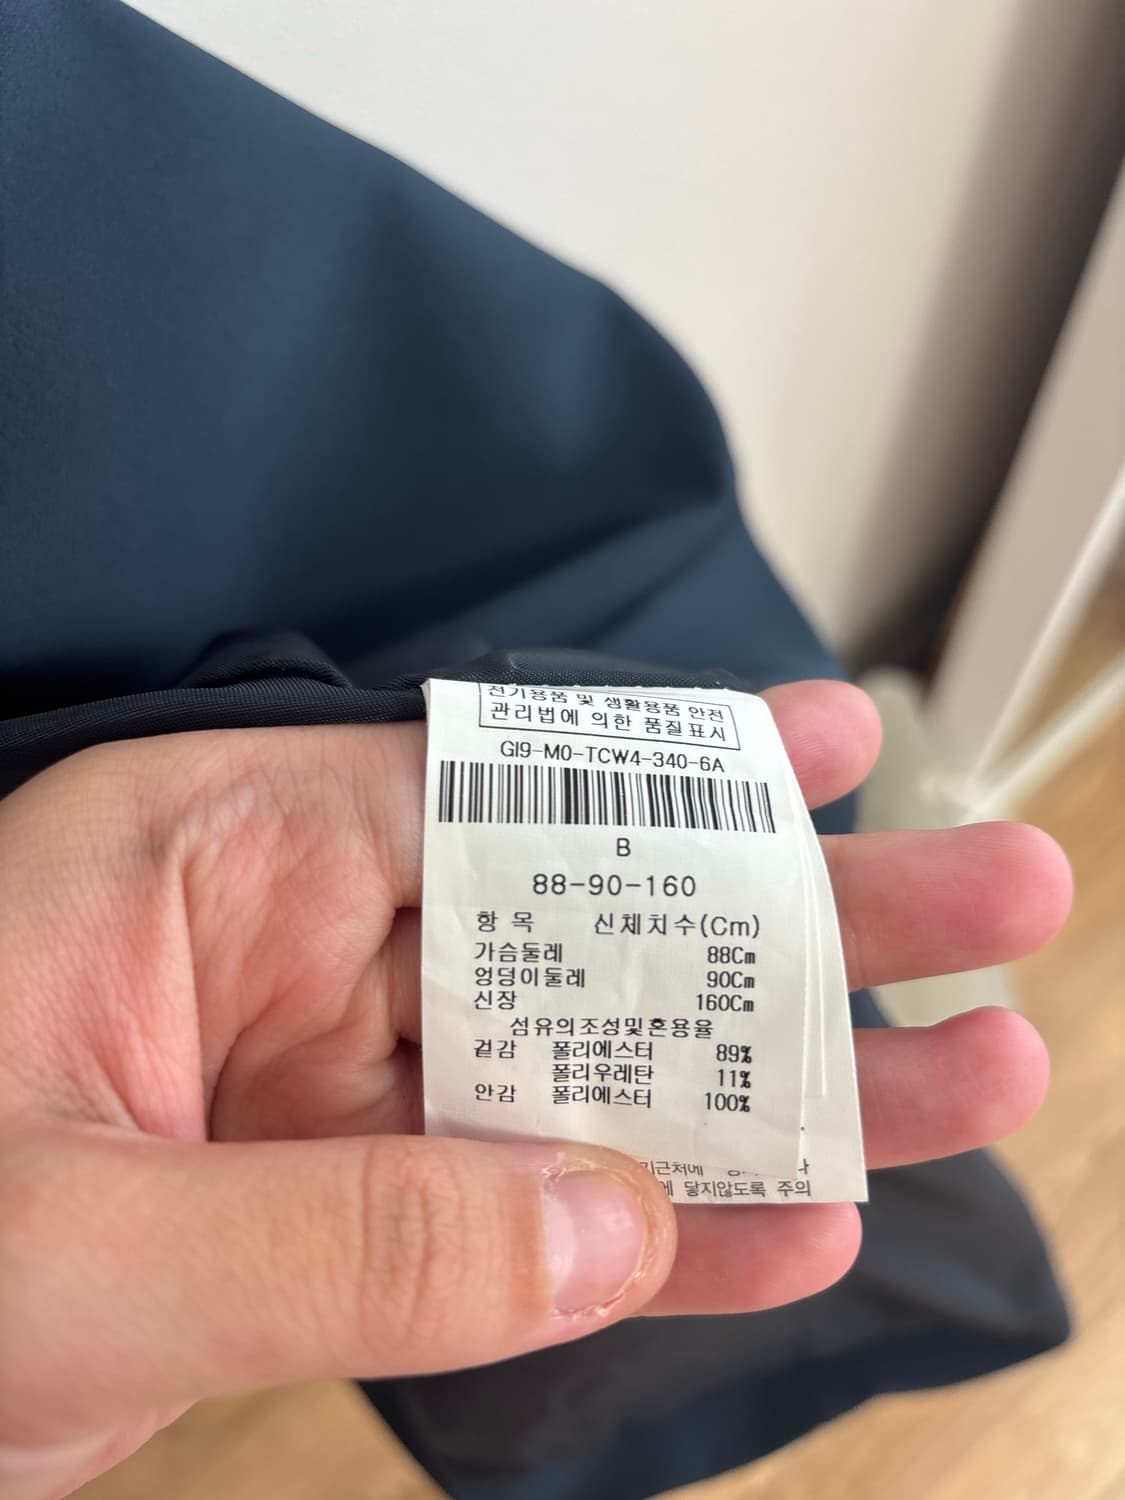 전기용품 및 생활용품 안전
관리법에 의한 품질표시
GI9-M0-TCW4-340-6A
B
88-90-160
항 목 신체치수(Cm)
가슴둘레 88Cm
엉덩이둘레 90Cm
신장 160Cm
섬유의조성및혼용율
겉감 폴리에스터 89%
폴리우레탄 11%
안감 폴리에스터 100%
닿지않도록 주의